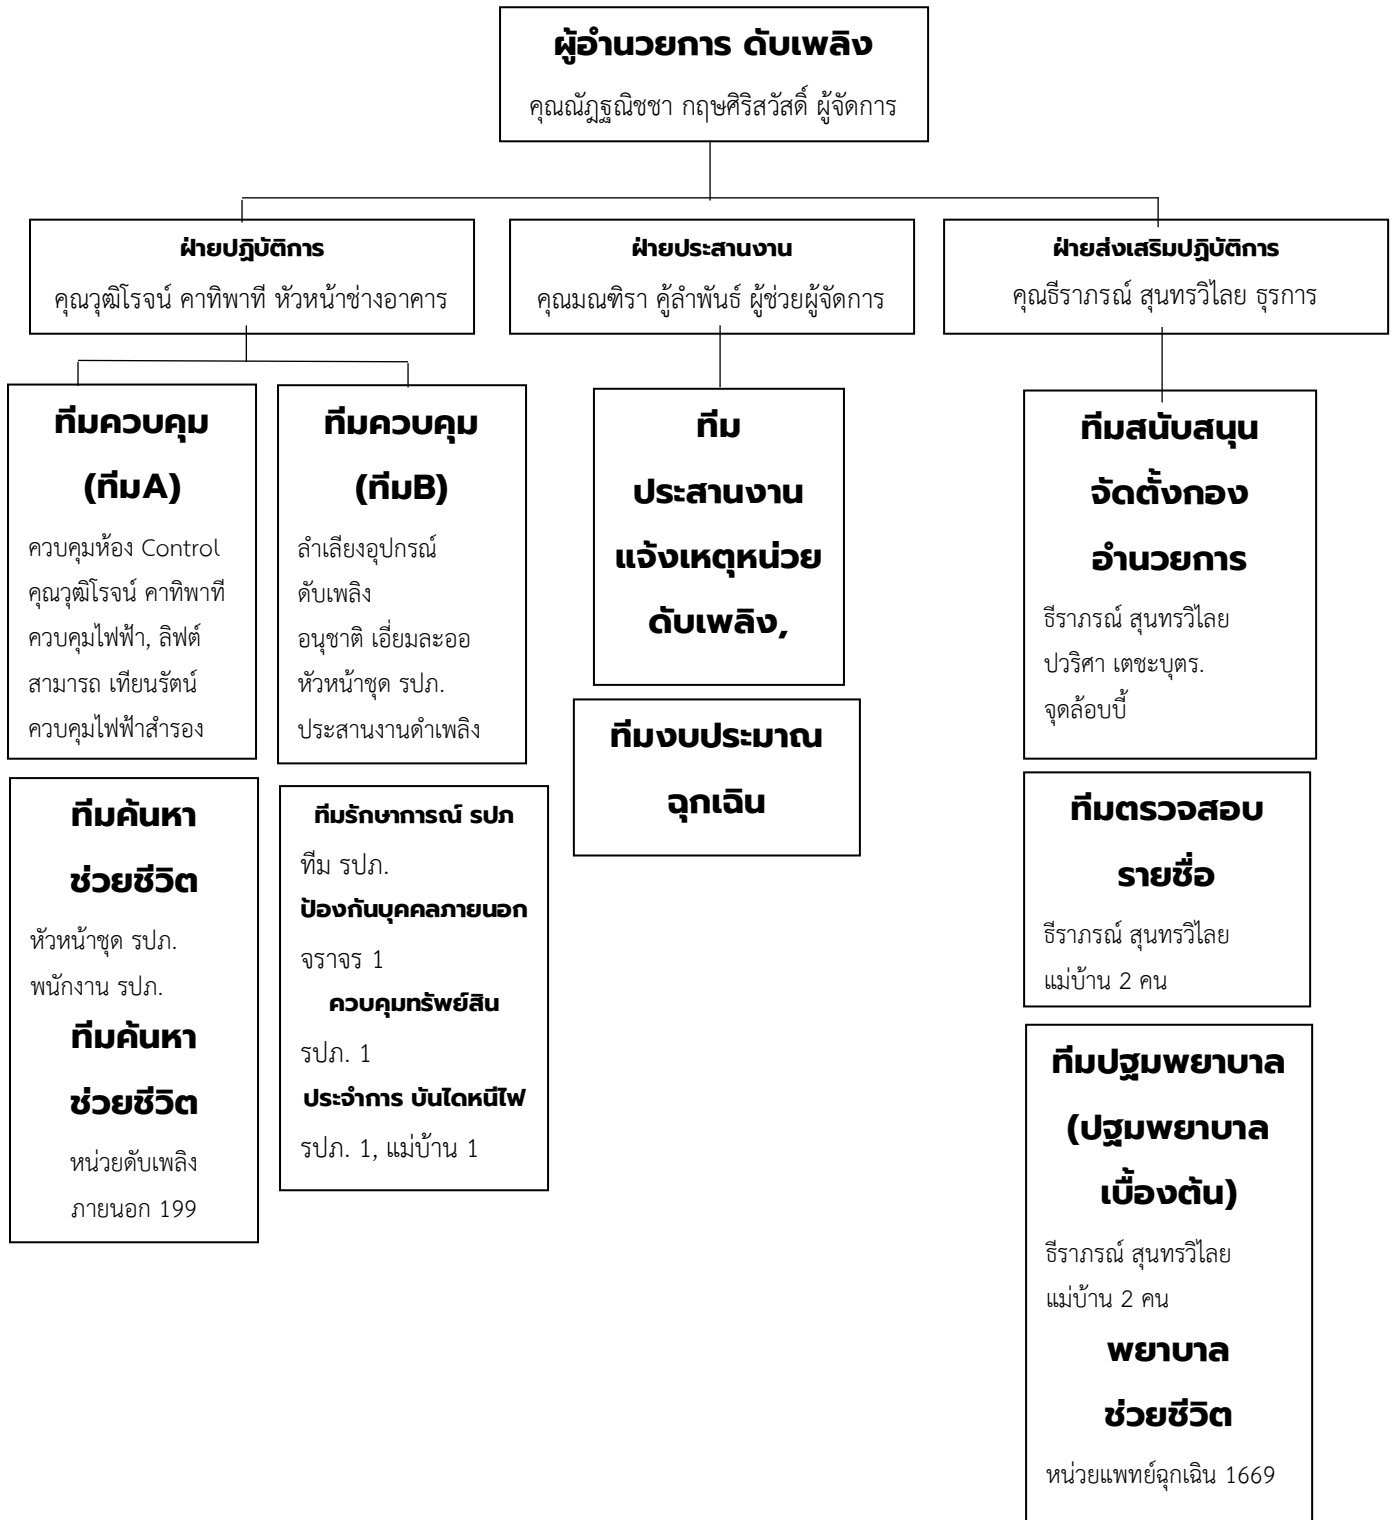 ผู้อำนวยการ ดับเพลิง
คุณณัฎฐณิชชา กฤษศิริสวัสดิ์ ผู้จัดการ
ฝ่ายปฏิบัติการ
คุณวุฒิโรจน์ คาทิพาที หัวหน้าช่างอาคาร
ฝ่ายประสานงาน
คุณมณฑิรา คู้ลำพันธ์ ผู้ช่วยผู้จัดการ
ฝ่ายส่งเสริมปฏิบัติการ
คุณธีราภรณ์ สุนทรวิไลย ธุรการ
ทีมควบคุม
(ทีมA)
ควบคุมห้อง Control
คุณวุฒิโรจน์ คาทิพาที
ควบคุมไฟฟ้า, ลิฟต์
สามารถ เทียนรัตน์
ควบคุมไฟฟ้าสำรอง
ทีมควบคุม
(ทีมB)
ลำเลียงอุปกรณ์
ดับเพลิง
อนุชาติ เอี่ยมละออ
หัวหน้าชุด รปภ.
ประสานงานดำเพลิง
ทีม
ประสานงาน
แจ้งเหตุหน่วย
ดับเพลิง,
ทีมงบประมาณ
ฉุกเฉิน
ทีมสนับสนุน
จัดตั้งกอง
อำนวยการ
ธีราภรณ์ สุนทรวิไลย
ปวริศา เตชะบุตร.
จุดล้อบบี้
ทีมค้นหา
ช่วยชีวิต
หัวหน้าชุด รปภ.
พนักงาน รปภ.
ทีมค้นหา
ช่วยชีวิต
หน่วยดับเพลิง
ภายนอก 199
ทีมรักษาการณ์ รปภ
ทีม รปภ.
ป้องกันบุคคลภายนอก
จราจร 1
ควบคุมทรัพย์สิน
รปภ. 1
ประจำการ บันไดหนีไฟ
รปภ. 1, แม่บ้าน 1
ทีมตรวจสอบ
รายชื่อ
ธีราภรณ์ สุนทรวิไลย
แม่บ้าน 2 คน
ทีมปฐมพยาบาล
(ปฐมพยาบาล
เบื้องต้น)
ธีราภรณ์ สุนทรวิไลย
แม่บ้าน 2 คน
พยาบาล
ช่วยชีวิต
หน่วยแพทย์ฉุกเฉิน 1669